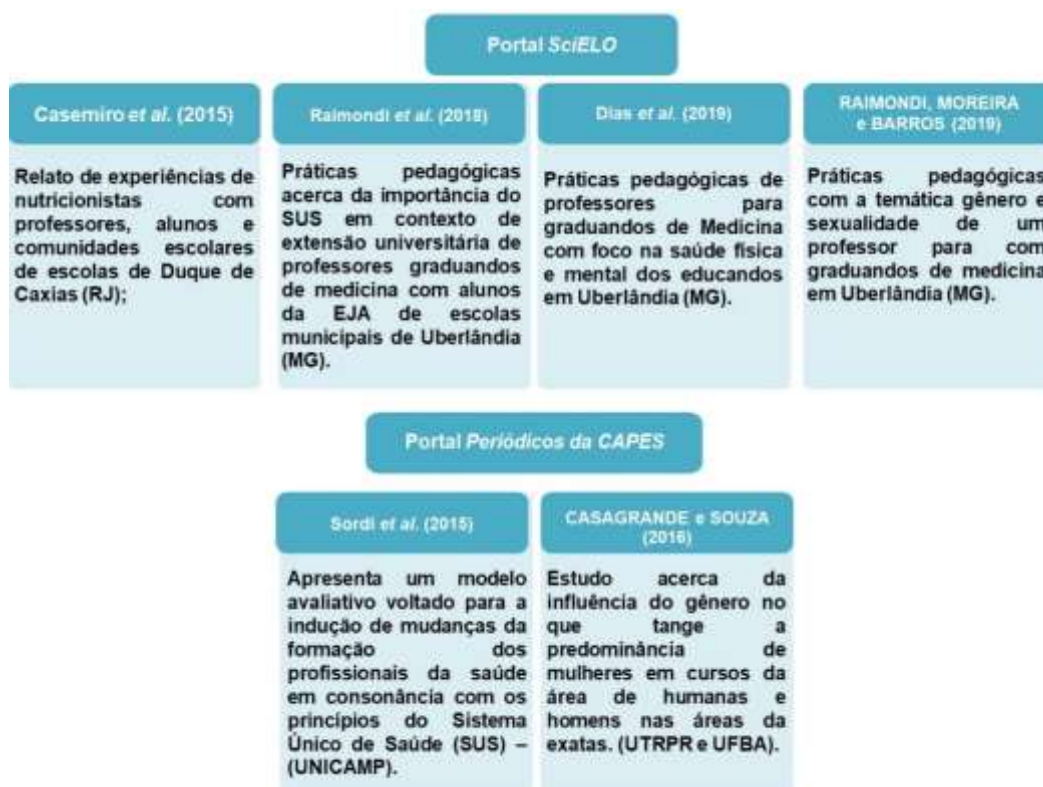 Portal SciELO
Casemiro et al. (2015)
Relato de experiências de
nutricionistas com
professores, alunos e
comunidades escolares
de escolas de Duque de
Caxias (RJ);
Raimondi et al. (2018)
Práticas pedagógicas
acerca da importância do
SUS em contexto de
extensão universitária de
professores graduandos
de medicina com alunos
da EJA de escolas
municipais de Uberlândia
(MG).
Dias et al. (2019)
Práticas pedagógicas de
professores para
graduandos de Medicina
com foco na saúde física
e mental dos educandos
em Uberlândia (MG).
RAIMONDI, MOREIRA
e BARROS (2019)
Práticas pedagógicas
com a temática gênero e
sexualidade de um
professor para com
graduandos de medicina
em Uberlândia (MG).
Portal Periódicos da CAPES
Sordi et al. (2015)
Apresenta um modelo
avaliativo voltado para a
indução de mudanças da
formação dos
profissionais da saúde
em consonância com os
princípios do Sistema
Único de Saúde (SUS) –
(UNICAMP).
CASAGRANDE e SOUZA
(2016)
Estudo acerca da
influência do gênero no
que tange a
predominância de
mulheres em cursos da
área de humanas e
homens nas áreas da
exatas. (UTRPR e UFBA).